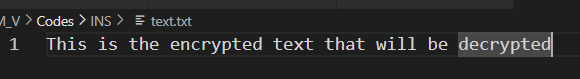 M_V > Codes > INS > text.txt
1 This is the encrypted text that will be decrypted